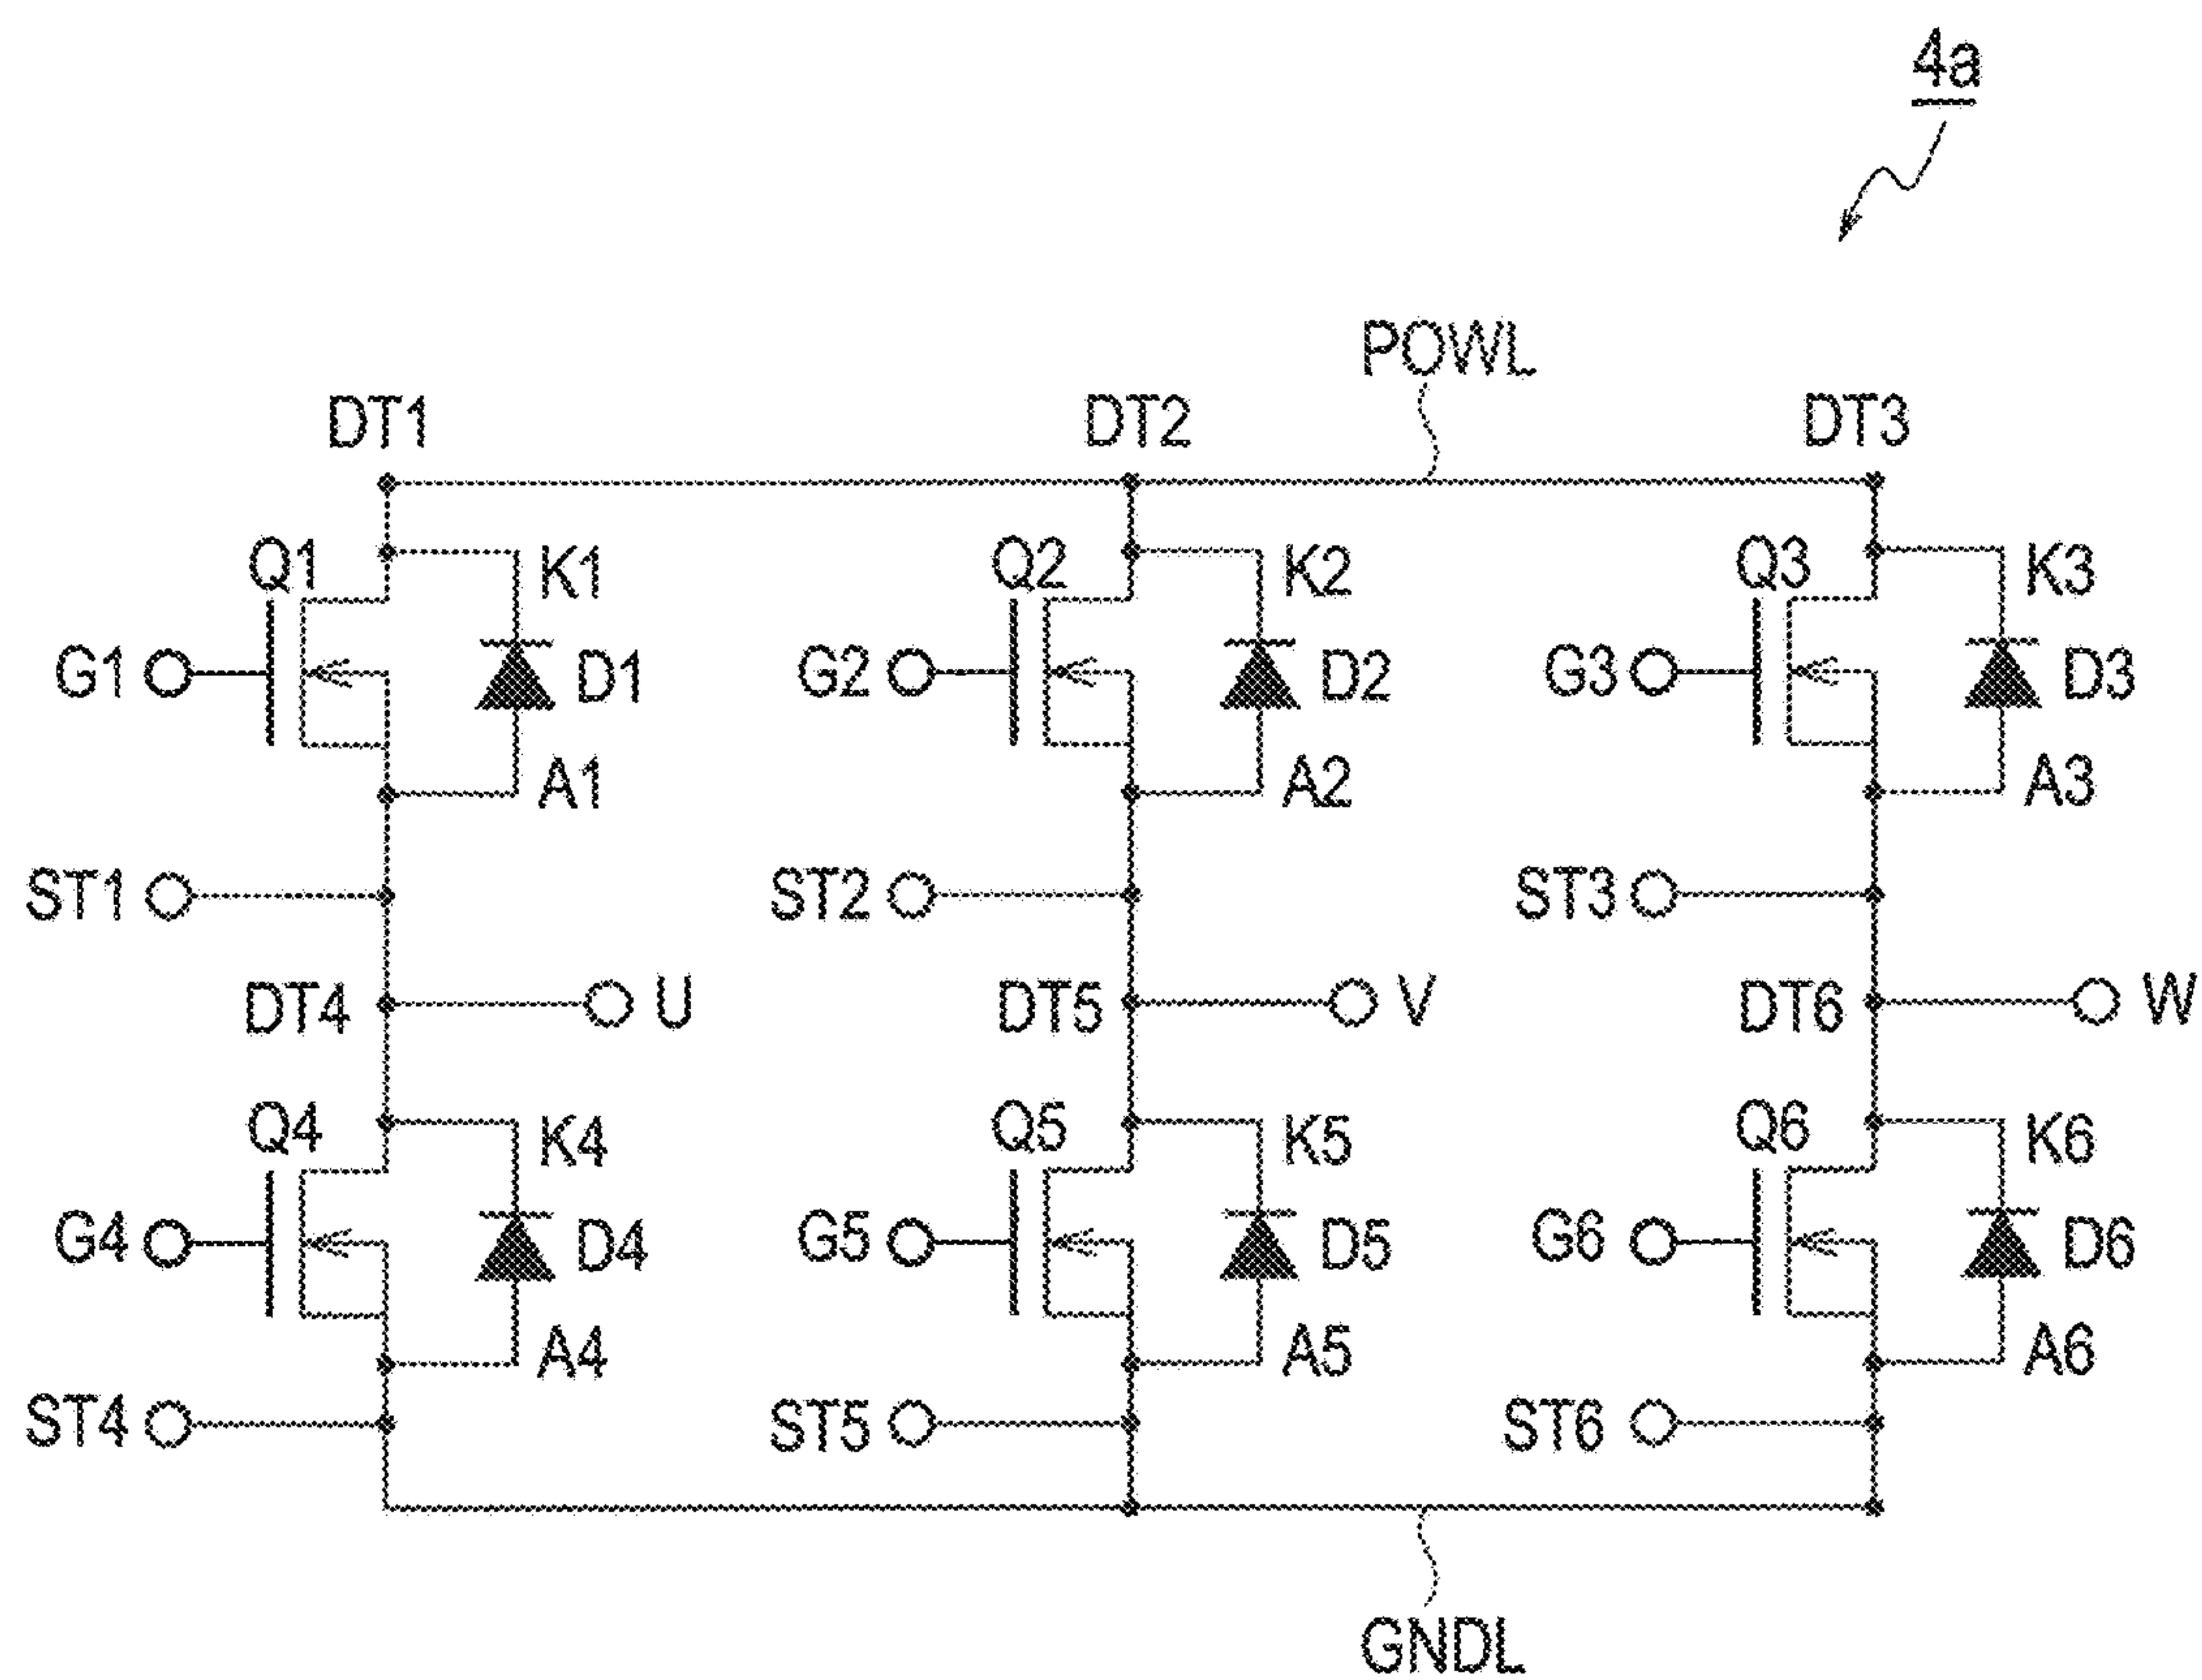 4a
POWL
DT1 DT2 DT3
Q1 K1 Q2 K2 Q3 K3
G1 D1 G2 D2 G3 D3
A1 A2 A3
ST1 ST2 ST3
DT4 U DT5 V DT6 W
Q4 K4 Q5 K5 Q6 K6
G4 D4 G5 D5 G6 D6
A4 A5 A6
ST4 ST5 ST6
GNDL